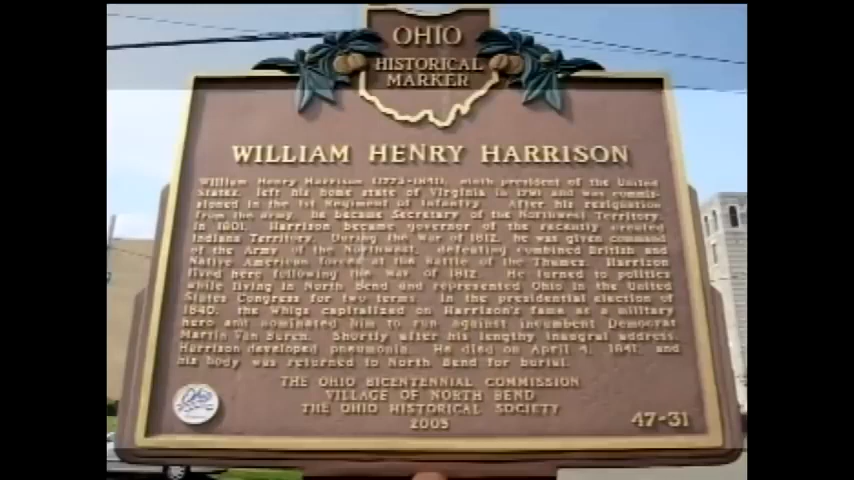 OHIO
HISTORICAL
MARKER
WILLIAM HENRY HARRISON
William Henry Harrison (1773-1841), ninth president of the United
States, left his home state of Virginia in 1791 and was commis-
sioned in the 1st Regiment of Infantry. After his resignation
from the army, he became Secretary of the Northwest Territory.
In 1801, Harrison became governor of the recently created
Indiana Territory. During the War of 1812, he was given command
of the Army of the Northwest, defeating combined British and
Native American forces at the Battle of the Thames. Harrison
lived here following the War of 1812. He turned to politics
while living in North Bend and represented Ohio in the United
States Congress for two terms. In the presidential election of
1840, the Whigs capitalized on Harrison's fame as a military
hero and nominated him to run against incumbent Democrat
Martin Van Buren. Shortly after his lengthy inaugral address,
Harrison developed pneumonia. He died on April 4, 1841, and
his body was returned to North Bend for burial.
THE OHIO BICENTENNIAL COMMISSION
VILLAGE OF NORTH BEND
THE OHIO HISTORICAL SOCIETY
2003
47-31
Ohio